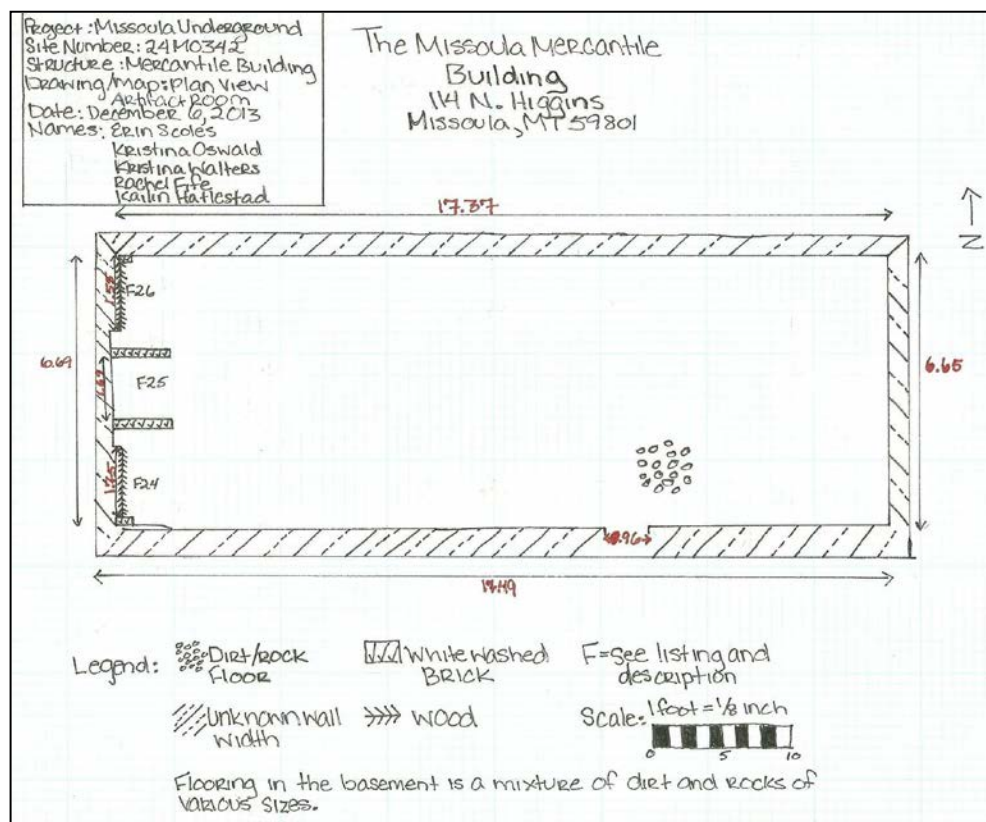 Project: Missoula Underground
Site Number: 24MO342
Structure: Mercantile Building
Drawing/Map: Plan View
Artifact Room
Date: December 6, 2013
Names: Erin Scoles
Kristina Oswald
Kristina Walters
Rachel Fife
Kailin Hatlestad
The Missoula Mercantile
Building
114 N. Higgins
Missoula, MT 59801
17.37
N
F26
6.69
F25
6.65
F24
17.49
Legend:
Dirt/rock
Floor
White washed
Brick
F=see listing and
description
Unknown wall
width
wood
Scale: 1 foot = 1/8 inch
0 5 10
Flooring in the basement is a mixture of dirt and rocks of
various sizes.